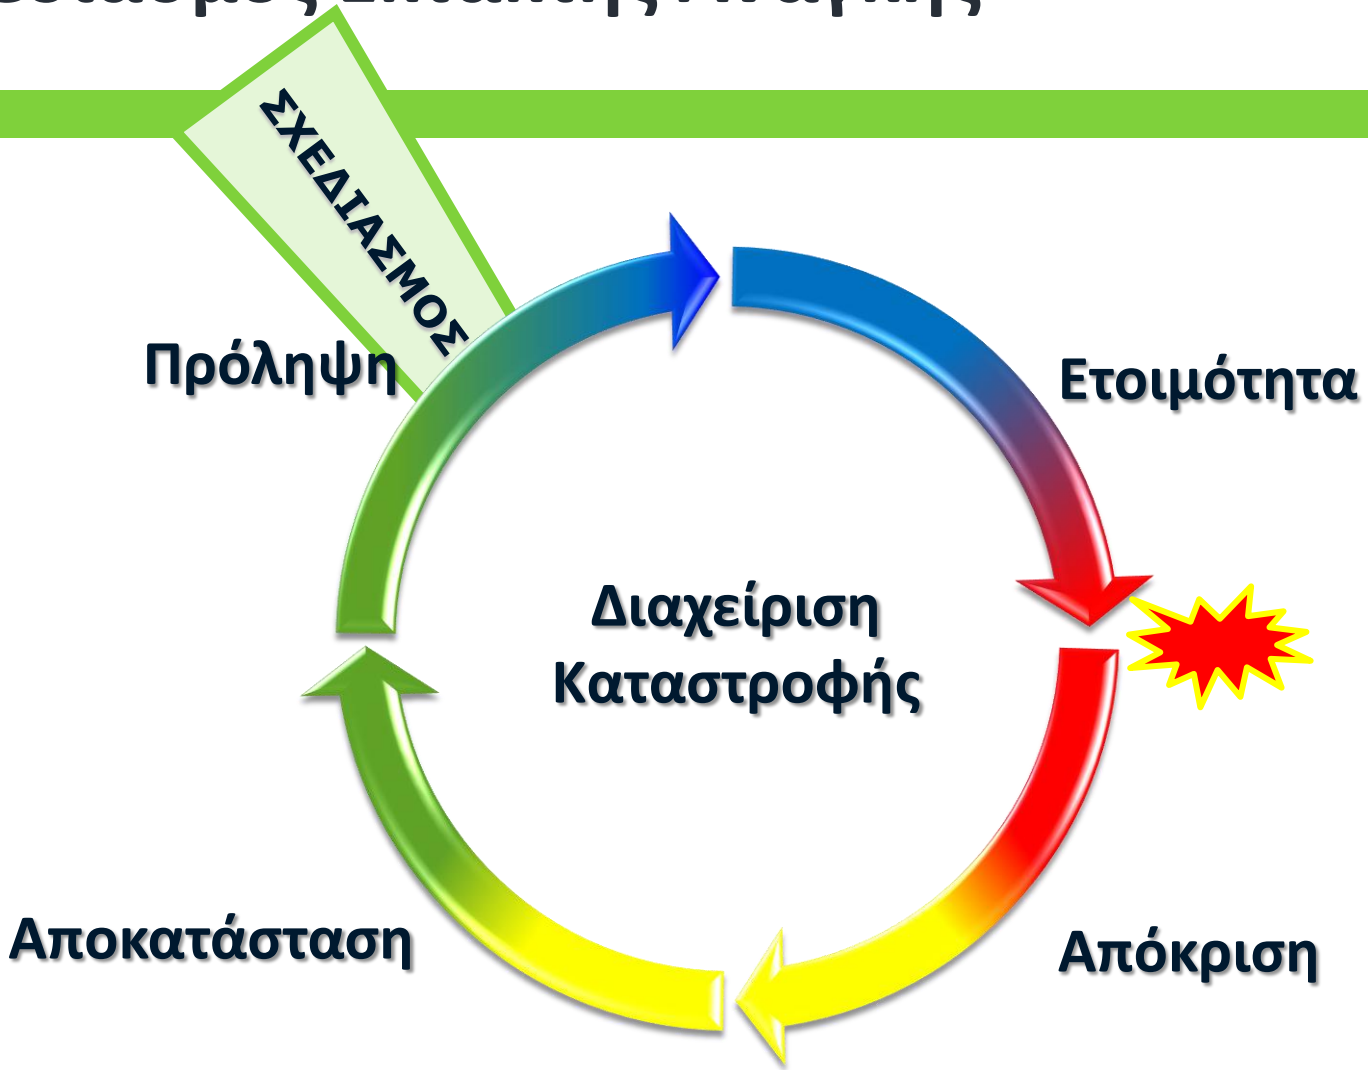 ΣΧΕΔΙΑΣΜΟΣ
Πρόληψη
Ετοιμότητα
Διαχείριση
Καταστροφής
Αποκατάσταση
Απόκριση